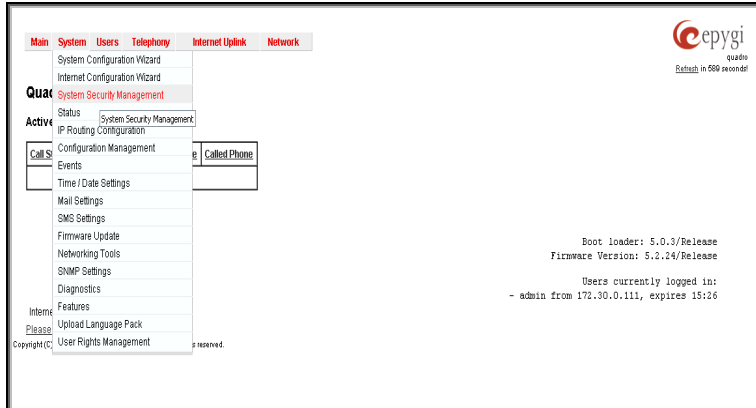 epygi
quadro
Refresh in 589 seconds!
Main System Users Telephony Internet Uplink Network
System Configuration Wizard
Internet Configuration Wizard
System Security Management
Status
System Security Management
IP Routing Configuration
Configuration Management
Events
Time / Date Settings
Mail Settings
SMS Settings
Firmware Update
Networking Tools
SNMP Settings
Diagnostics
Features
Upload Language Pack
User Rights Management
Active
Called Phone
Boot loader: 5.0.3/Release
Firmware Version: 5.2.24/Release
Users currently logged in:
- admin from 172.30.0.111, expires 15:26
Please
Copyright (C) s reserved.